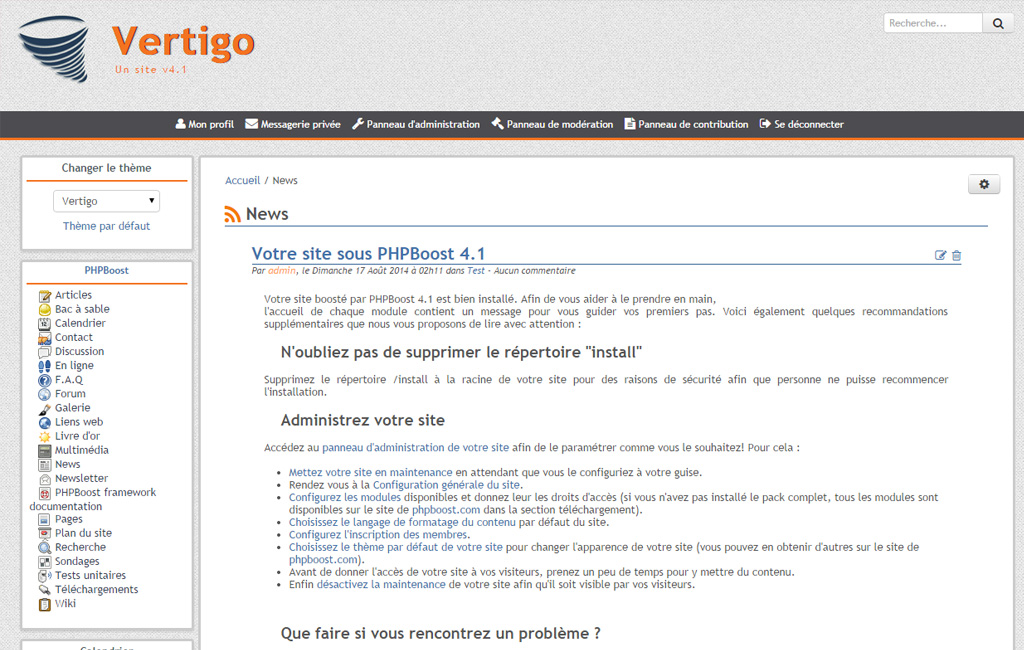 Vertigo
Un site v4.1
Recherche...
Mon profil Messagerie privée Panneau d'administration Panneau de modération Panneau de contribution Se déconnecter
Changer le thème
Vertigo
Thème par défaut
PHPBoost
Articles
Bac à sable
Calendrier
Contact
Discussion
En ligne
F.A.Q
Forum
Galerie
Liens web
Livre d'or
Multimédia
News
Newsletter
PHPBoost framework
documentation
Pages
Plan du site
Recherche
Sondages
Tests unitaires
Téléchargements
Wiki
Calendrier
Accueil / News
News
Votre site sous PHPBoost 4.1
Par admin, le Dimanche 17 Août 2014 à 02h11 dans Test - Aucun commentaire
Votre site boosté par PHPBoost 4.1 est bien installé. Afin de vous aider à le prendre en main,
l'accueil de chaque module contient un message pour vous guider vos premiers pas. Voici également quelques recommandations
supplémentaires que nous vous proposons de lire avec attention :
N'oubliez pas de supprimer le répertoire "install"
Supprimez le répertoire /install à la racine de votre site pour des raisons de sécurité afin que personne ne puisse recommencer
l'installation.
Administrez votre site
Accédez au panneau d'administration de votre site afin de le paramétrer comme vous le souhaitez! Pour cela :
• Mettez votre site en maintenance en attendant que vous le configuriez à votre guise.
• Rendez vous à la Configuration générale du site.
• Configurez les modules disponibles et donnez leur les droits d'accès (si vous n'avez pas installé le pack complet, tous les modules sont
disponibles sur le site de phpboost.com dans la section téléchargement).
• Choisissez le langage de formatage du contenu par défaut du site.
• Configurez l'inscription des membres.
• Choisissez le thème par défaut de votre site pour changer l'apparence de votre site (vous pouvez en obtenir d'autres sur le site de
phpboost.com).
• Avant de donner l'accès de votre site à vos visiteurs, prenez un peu de temps pour y mettre du contenu.
• Enfin désactivez la maintenance de votre site afin qu'il soit visible par vos visiteurs.
Que faire si vous rencontrez un problème ?